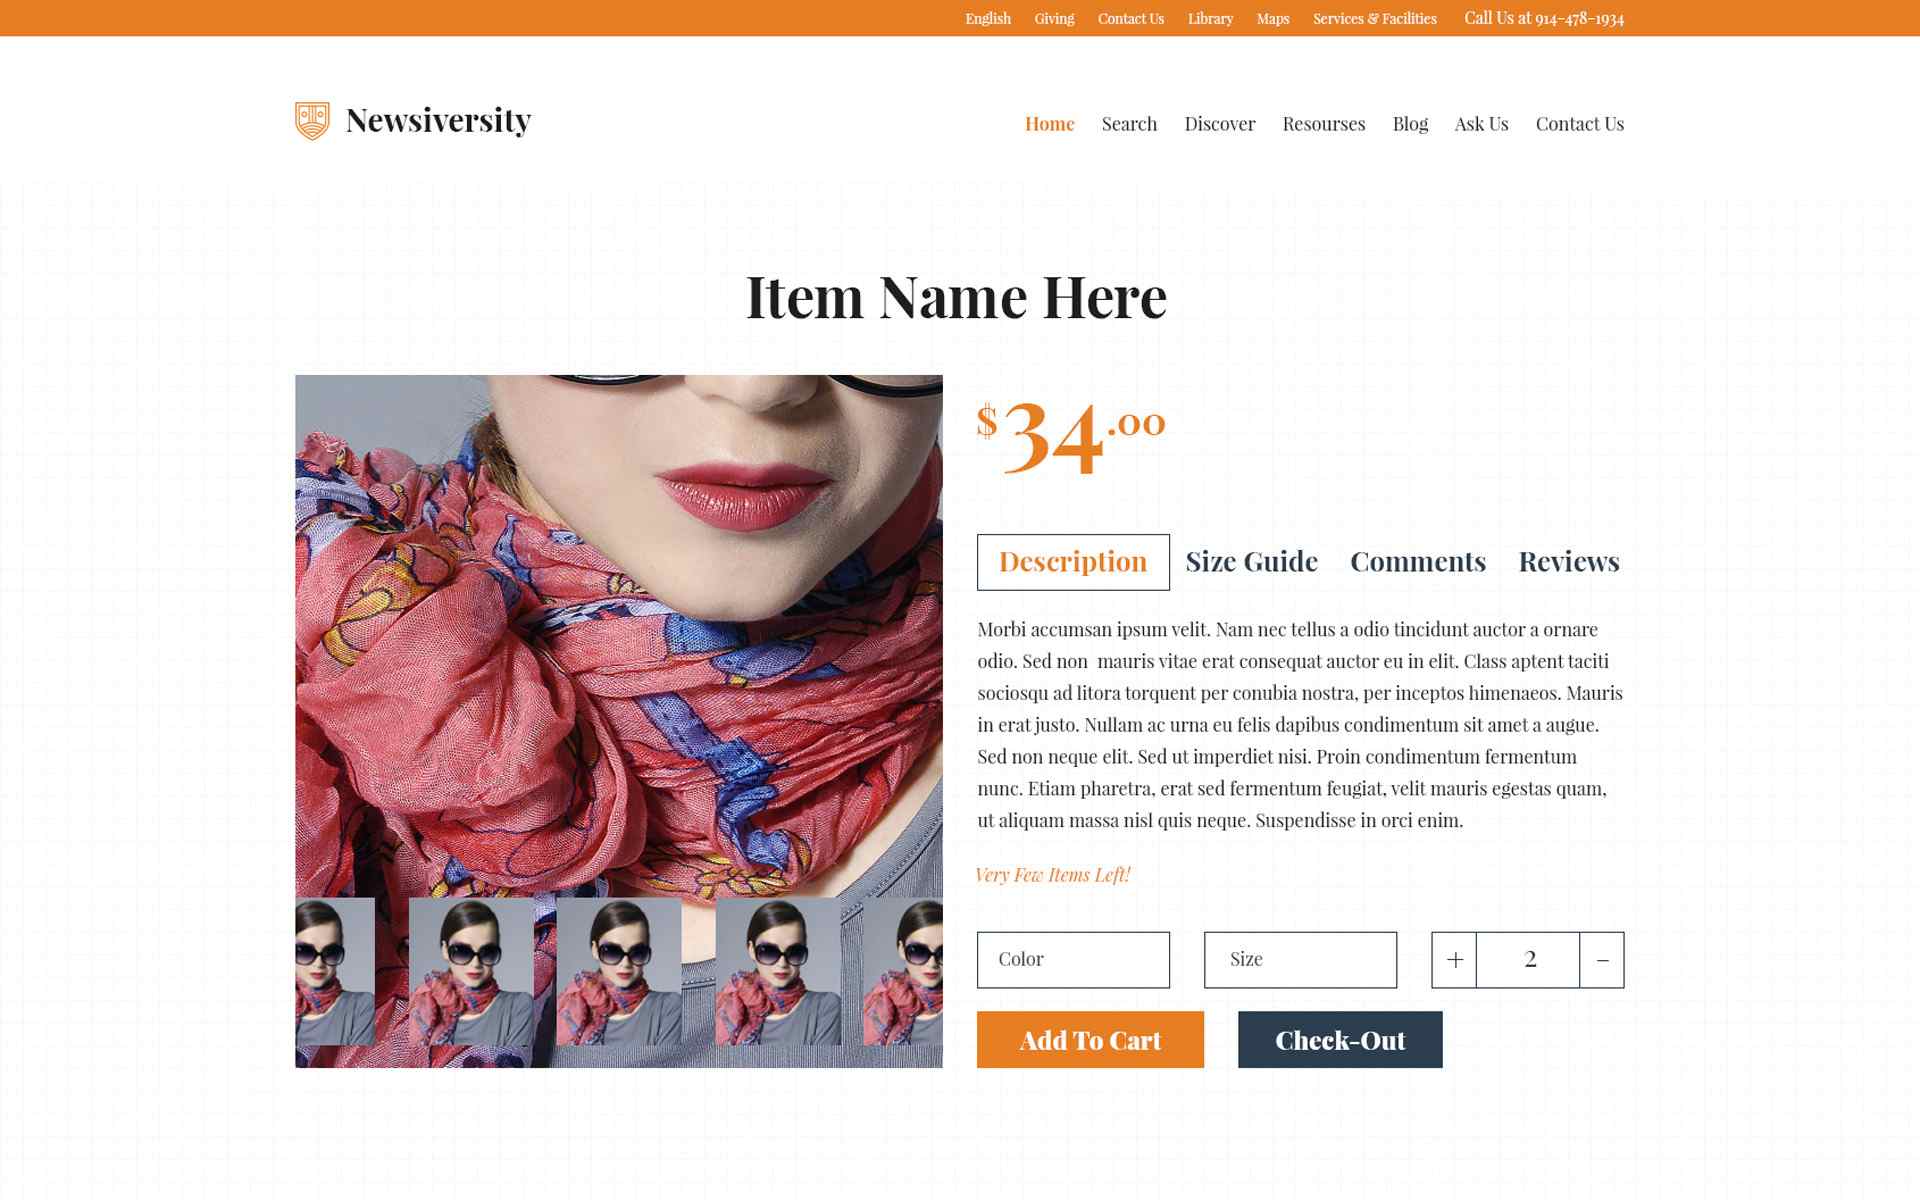 English Giving Contact Us Library Maps Services & Facilities Call Us at 914-478-1934
Newsiversity
Home Search Discover Resourses Blog Ask Us Contact Us
Item Name Here
$34.00
Description Size Guide Comments Reviews
Morbi accumsan ipsum velit. Nam nec tellus a odio tincidunt auctor a ornare
odio. Sed non mauris vitae erat consequat auctor eu in elit. Class aptent taciti
sociosqu ad litora torquent per conubia nostra, per inceptos himenaeos. Mauris
in erat justo. Nullam ac urna eu felis dapibus condimentum sit amet a augue.
Sed non neque elit. Sed ut imperdiet nisi. Proin condimentum fermentum
nunc. Etiam pharetra, erat sed fermentum feugiat, velit mauris egestas quam,
ut aliquam massa nisl quis neque. Suspendisse in orci enim.
Very Few Items Left!
Color Size + 2 -
Add To Cart Check-Out